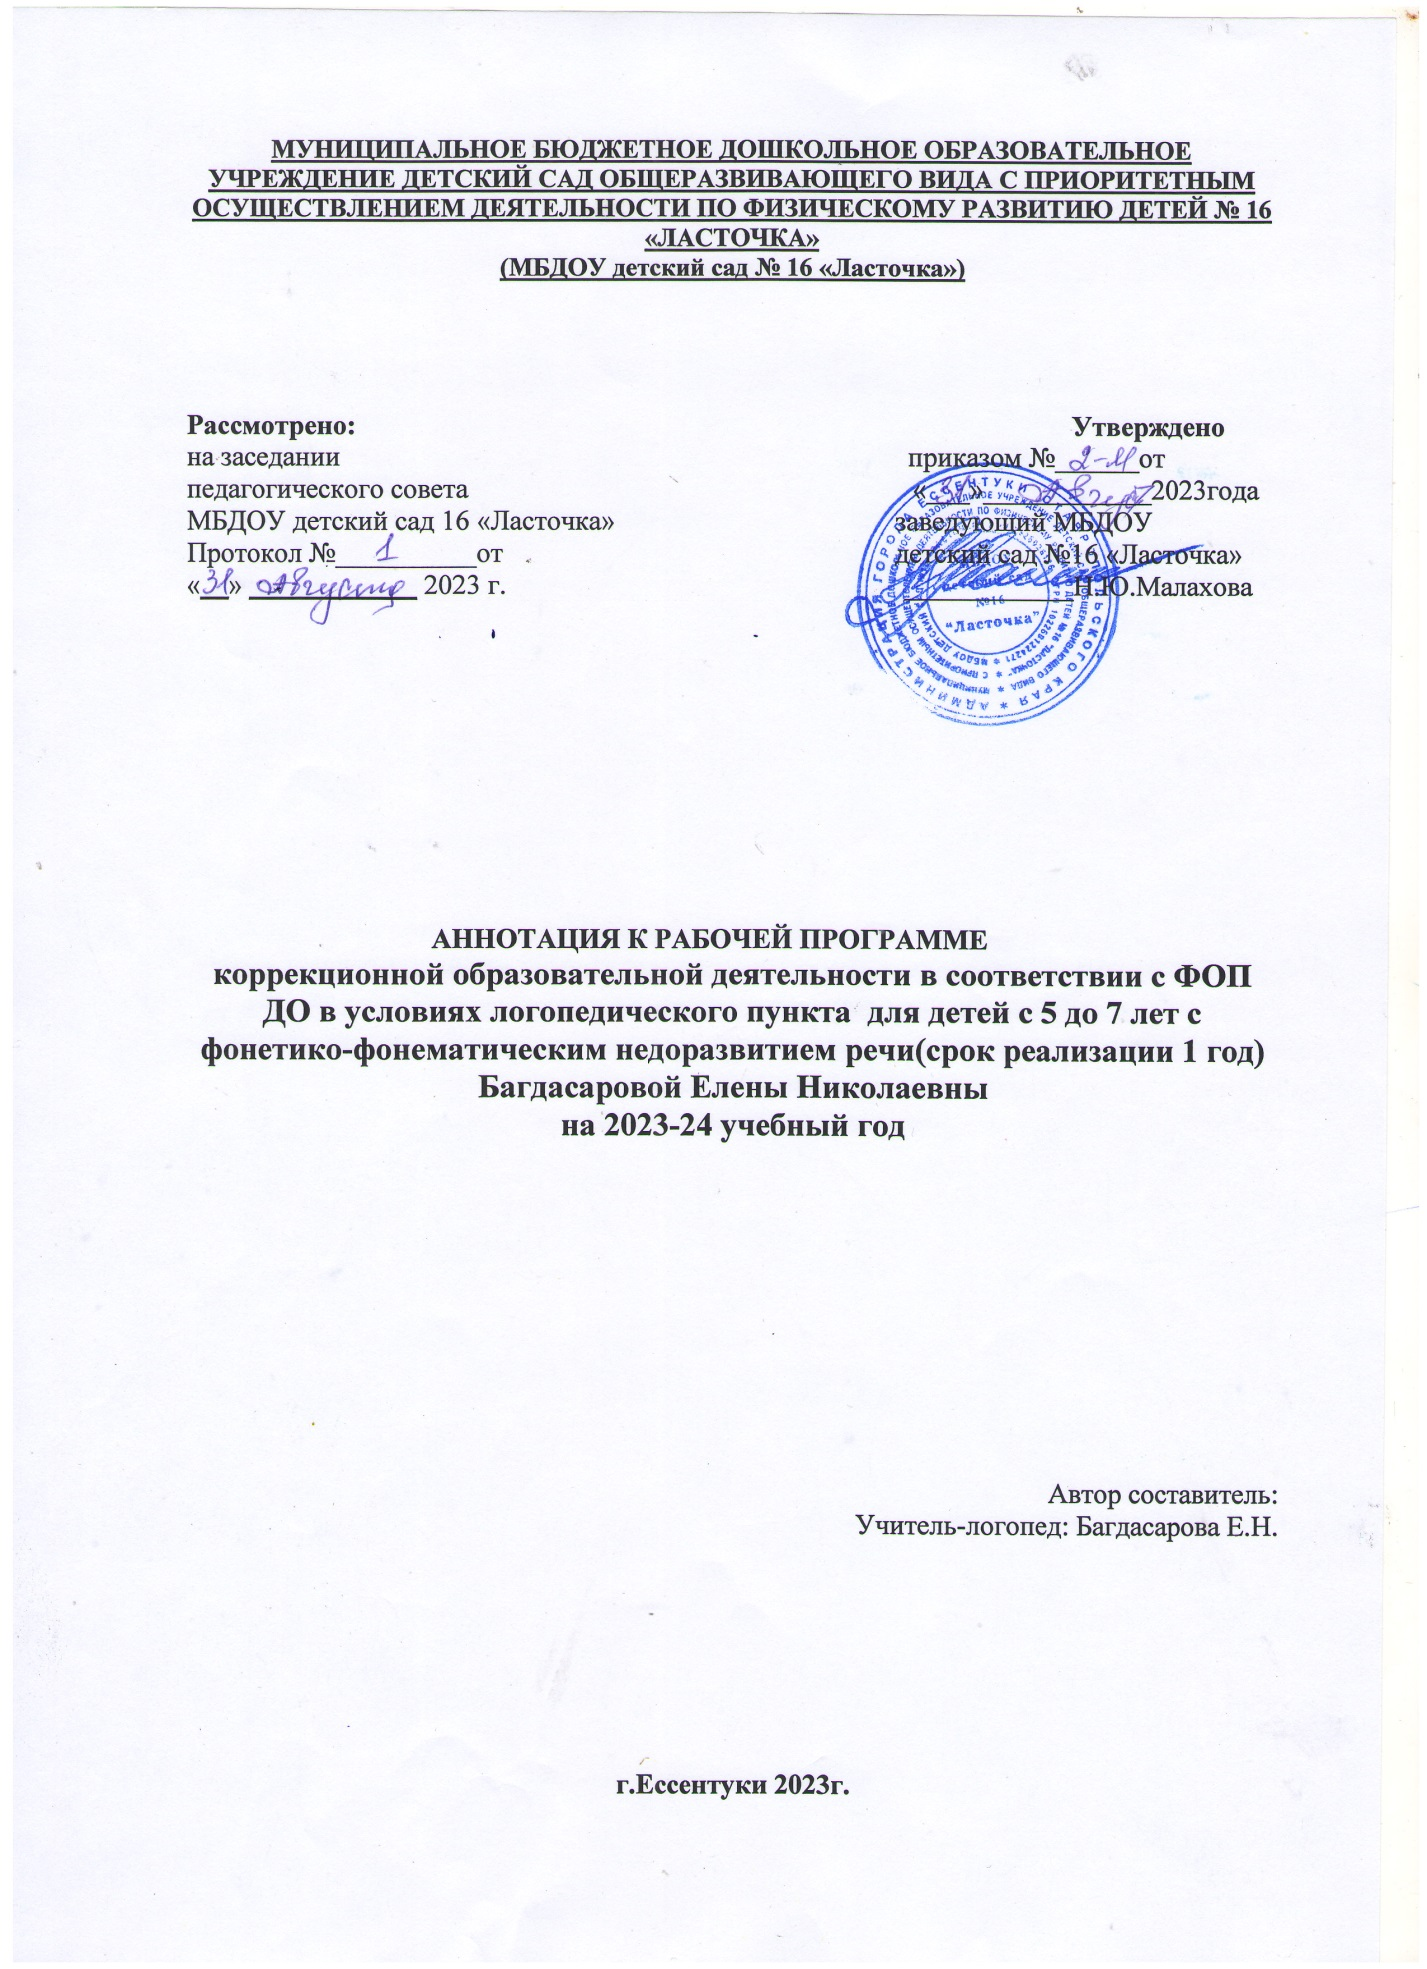 МУНИЦИПАЛЬНОЕ БЮДЖЕТНОЕ ДОШКОЛЬНОЕ ОБРАЗОВАТЕЛЬНОЕ
УЧРЕЖДЕНИЕ ДЕТСКИЙ САД ОБЩЕРАЗВИВАЮЩЕГО ВИДА С ПРИОРИТЕТНЫМ
ОСУЩЕСТВЛЕНИЕМ ДЕЯТЕЛЬНОСТИ ПО ФИЗИЧЕСКОМУ РАЗВИТИЮ ДЕТЕЙ № 16
«ЛАСТОЧКА»
(МБДОУ детский сад № 16 «Ласточка»)
Рассмотрено:
на заседании
педагогического совета
МБДОУ детский сад 16 «Ласточка»
Протокол № 1 от
«31» августа 2023 г.
Утверждено
приказом № 2-м от
«31» августа 2023года
заведующий МБДОУ
детский сад №16 «Ласточка»
Н.Ю.Малахова
№16
"Ласточка"
АННОТАЦИЯ К РАБОЧЕЙ ПРОГРАММЕ
коррекционной образовательной деятельности в соответствии с ФОП
ДО в условиях логопедического пункта для детей с 5 до 7 лет с
фонетико-фонематическим недоразвитием речи(срок реализации 1 год)
Багдасаровой Елены Николаевны
на 2023-24 учебный год
Автор составитель:
Учитель-логопед: Багдасарова Е.Н.
г.Ессентуки 2023г.